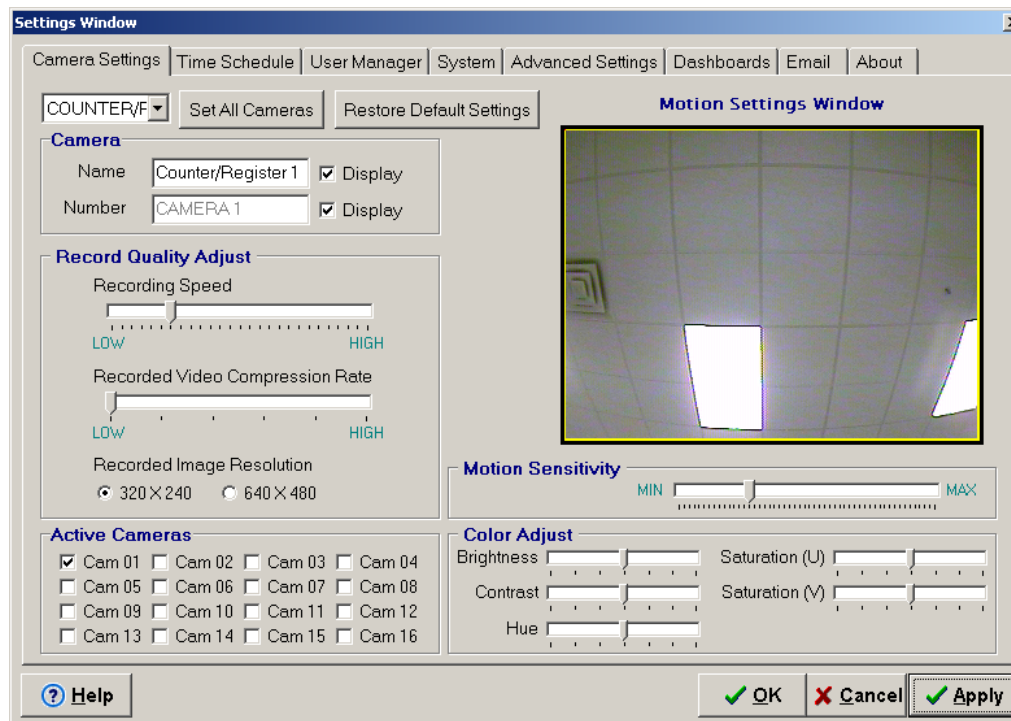 Settings Window
Camera Settings Time Schedule User Manager System Advanced Settings Dashboards Email About
COUNTER/F Set All Cameras Restore Default Settings
Motion Settings Window
Camera
Name Counter/Register 1 Display
Number CAMERA 1 Display
Record Quality Adjust
Recording Speed
LOW HIGH
Recorded Video Compression Rate
LOW HIGH
Recorded Image Resolution
320 X 240 640 X 480
Motion Sensitivity
MIN MAX
Active Cameras
Cam 01 Cam 02 Cam 03 Cam 04
Cam 05 Cam 06 Cam 07 Cam 08
Cam 09 Cam 10 Cam 11 Cam 12
Cam 13 Cam 14 Cam 15 Cam 16
Color Adjust
Brightness Saturation (U)
Contrast Saturation (V)
Hue
Help OK Cancel Apply